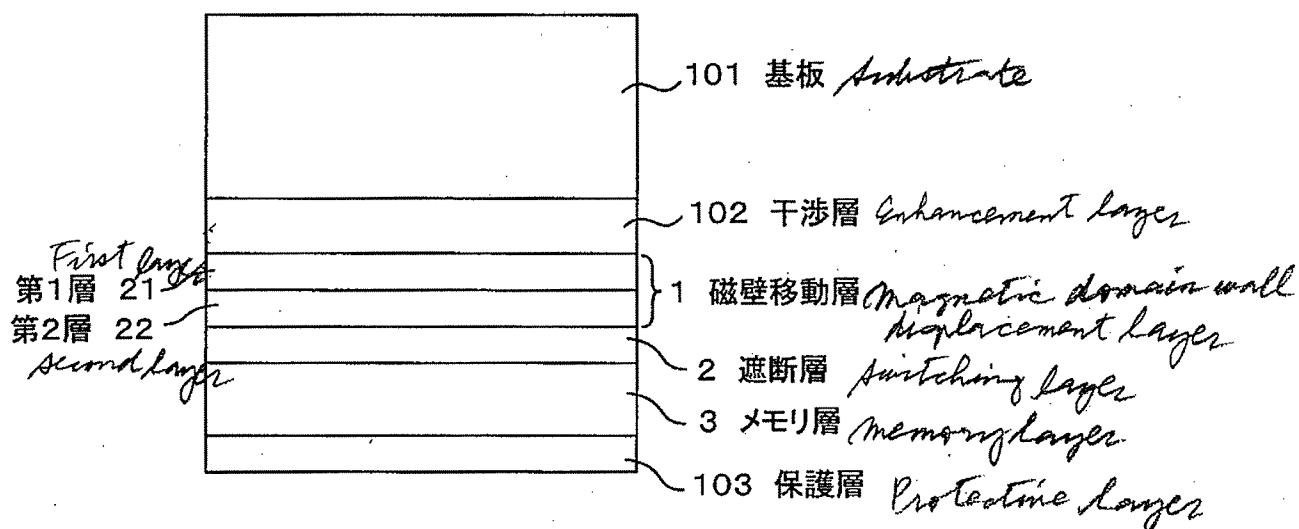 101 基板 Substrate
102 干渉層 Enhancement layer
First layer
第1層 21
1 磁壁移動層 Magnetic domain wall
displacement layer
第2層 22
second layer
2 遮断層 switching layer
3 メモリ層 memory layer
103 保護層 Protective layer